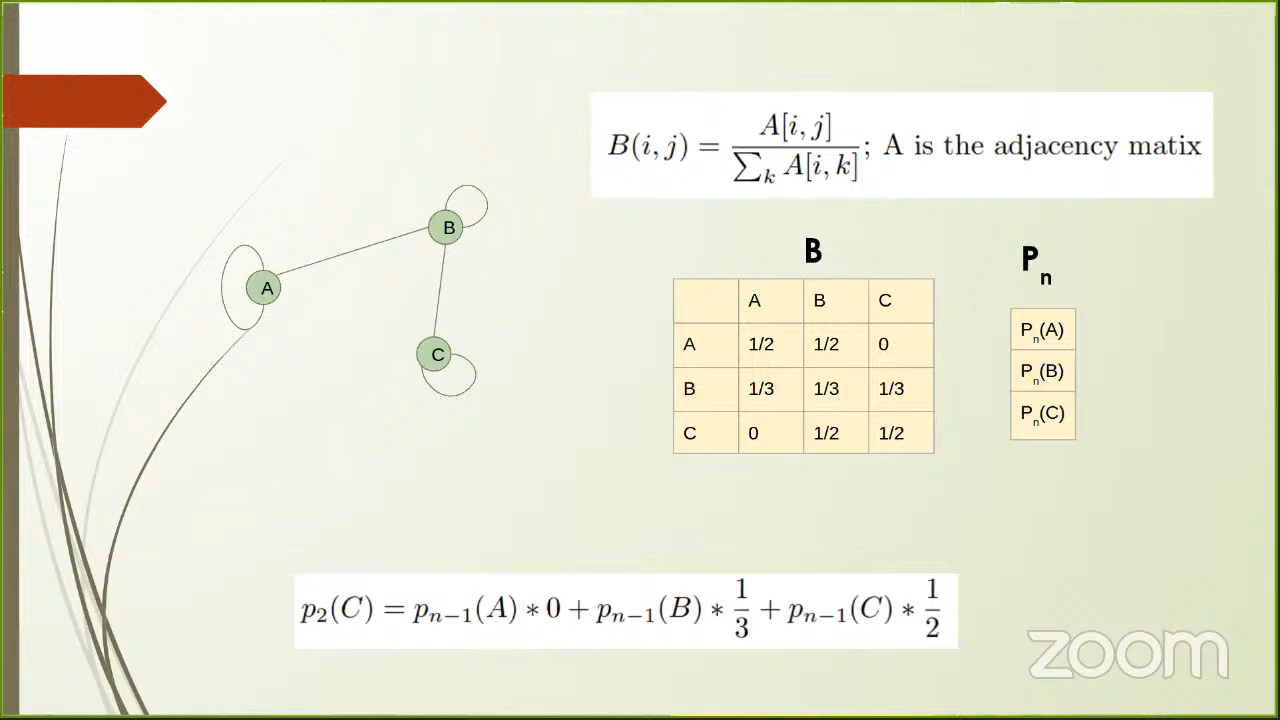 B(i, j) = A[i, j] / ∑_k A[i, k] ; A is the adjacency matix
B
A
C
B
A B C
A 1/2 1/2 0
B 1/3 1/3 1/3
C 0 1/2 1/2
P_n
P_n(A)
P_n(B)
P_n(C)
p_2(C) = p_{n−1}(A) ∗ 0 + p_{n−1}(B) ∗ 1/3 + p_{n−1}(C) ∗ 1/2
zoom